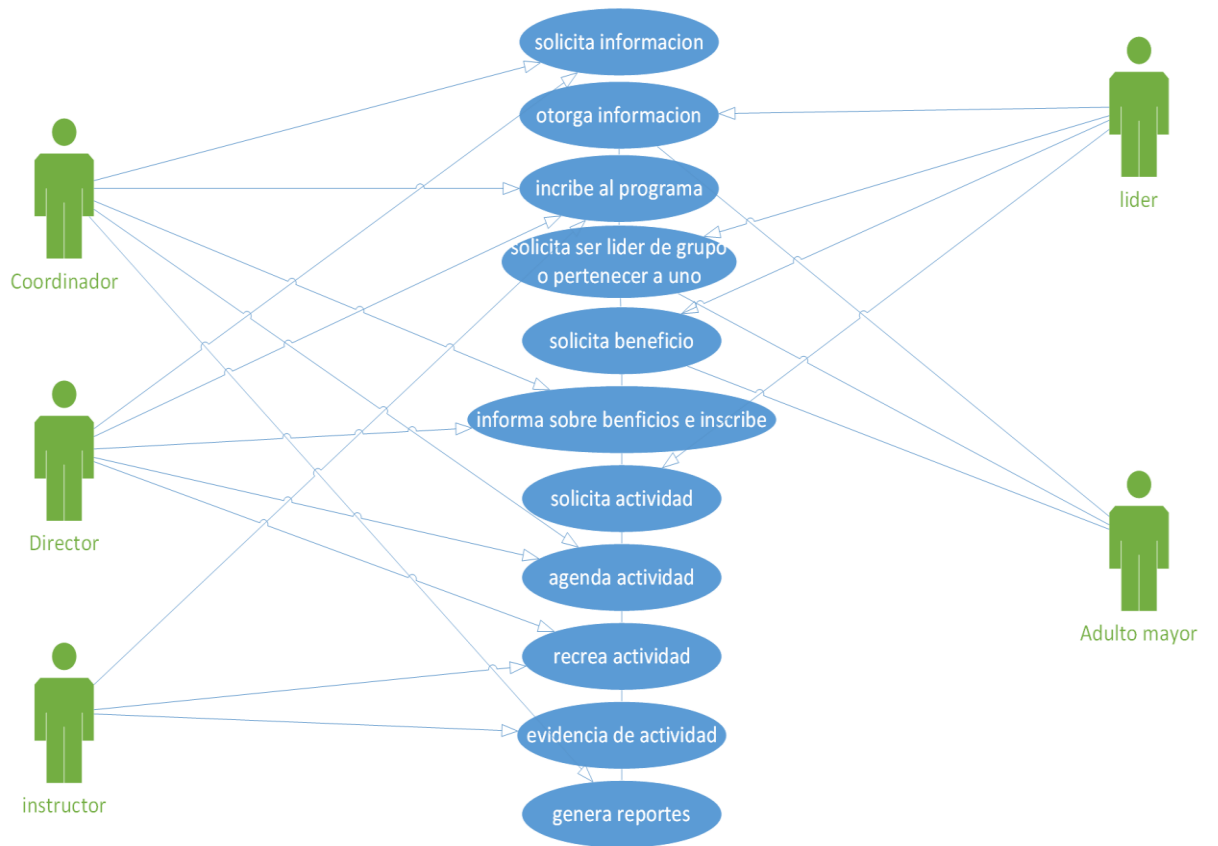 solicita informacion
otorga informacion
incribe al programa
solicita ser lider de grupo
o pertenecer a uno
solicita beneficio
informa sobre benficios e inscribe
solicita actividad
agenda actividad
recrea actividad
evidencia de actividad
genera reportes
Coordinador
Director
instructor
lider
Adulto mayor